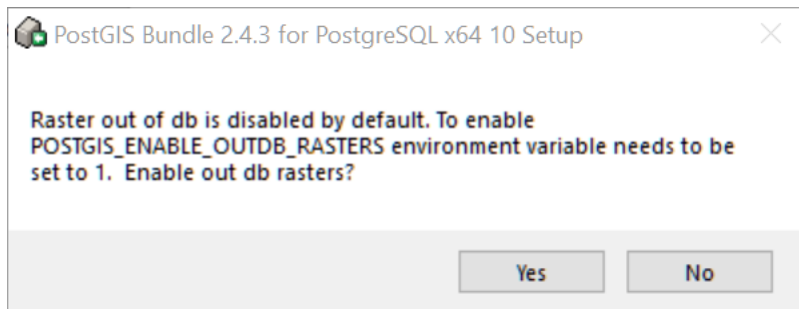 PostGIS Bundle 2.4.3 for PostgreSQL x64 10 Setup
Raster out of db is disabled by default. To enable
POSTGIS_ENABLE_OUTDB_RASTERS environment variable needs to be
set to 1.  Enable out db rasters?
Yes
No